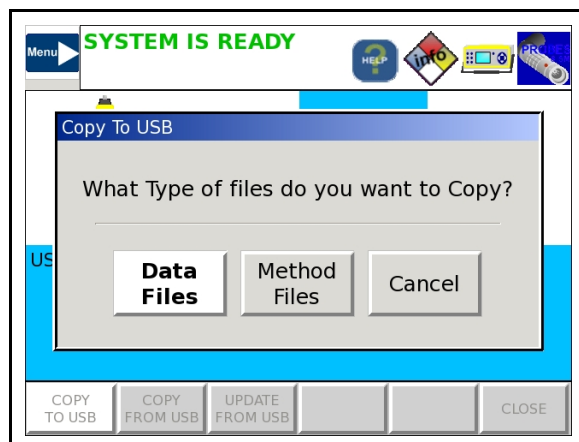 Menu
SYSTEM IS READY
HELP
info
PROBES
Copy To USB
What Type of files do you want to Copy?
US
Data
Files
Method
Files
Cancel
COPY
TO USB
COPY
FROM USB
UPDATE
FROM USB
CLOSE